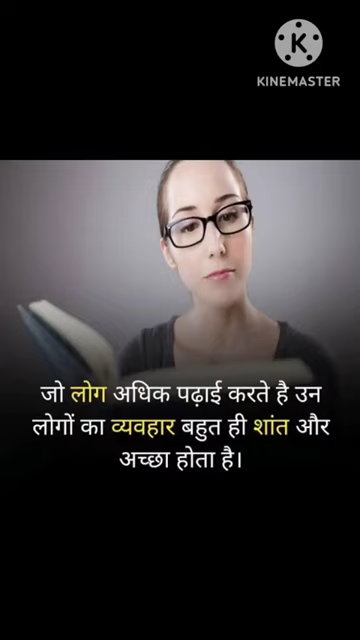 K
KINEMASTER
जो लोग अधिक पढ़ाई करते है उन
लोगों का व्यवहार बहुत ही शांत और
अच्छा होता है।